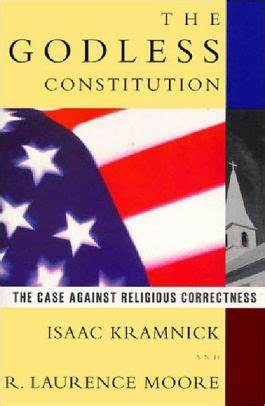 THE
GODLESS
CONSTITUTION
THE CASE AGAINST RELIGIOUS CORRECTNESS
ISAAC KRAMNICK
AND
R. LAURENCE MOORE